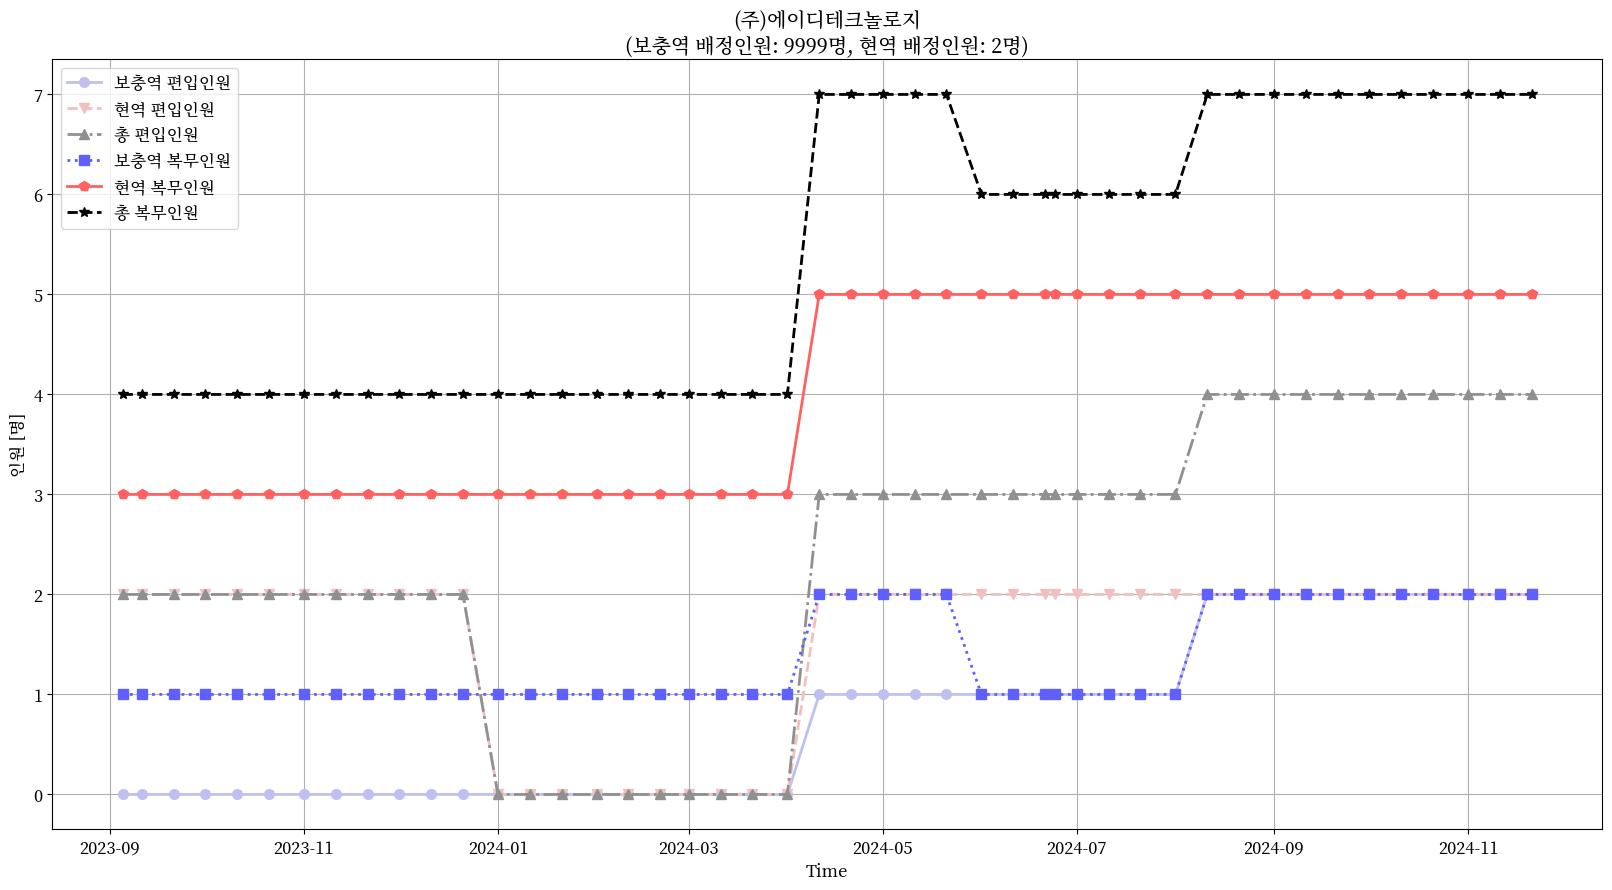 (주)에이디테크놀로지
(보충역 배정인원: 9999명, 현역 배정인원: 2명)
보충역 편입인원
현역 편입인원
총 편입인원
보충역 복무인원
현역 복무인원
총 복무인원
7
6
5
4
3
2
1
0
인원 [명]
2023-09
2023-11
2024-01
2024-03
2024-05
2024-07
2024-09
2024-11
Time